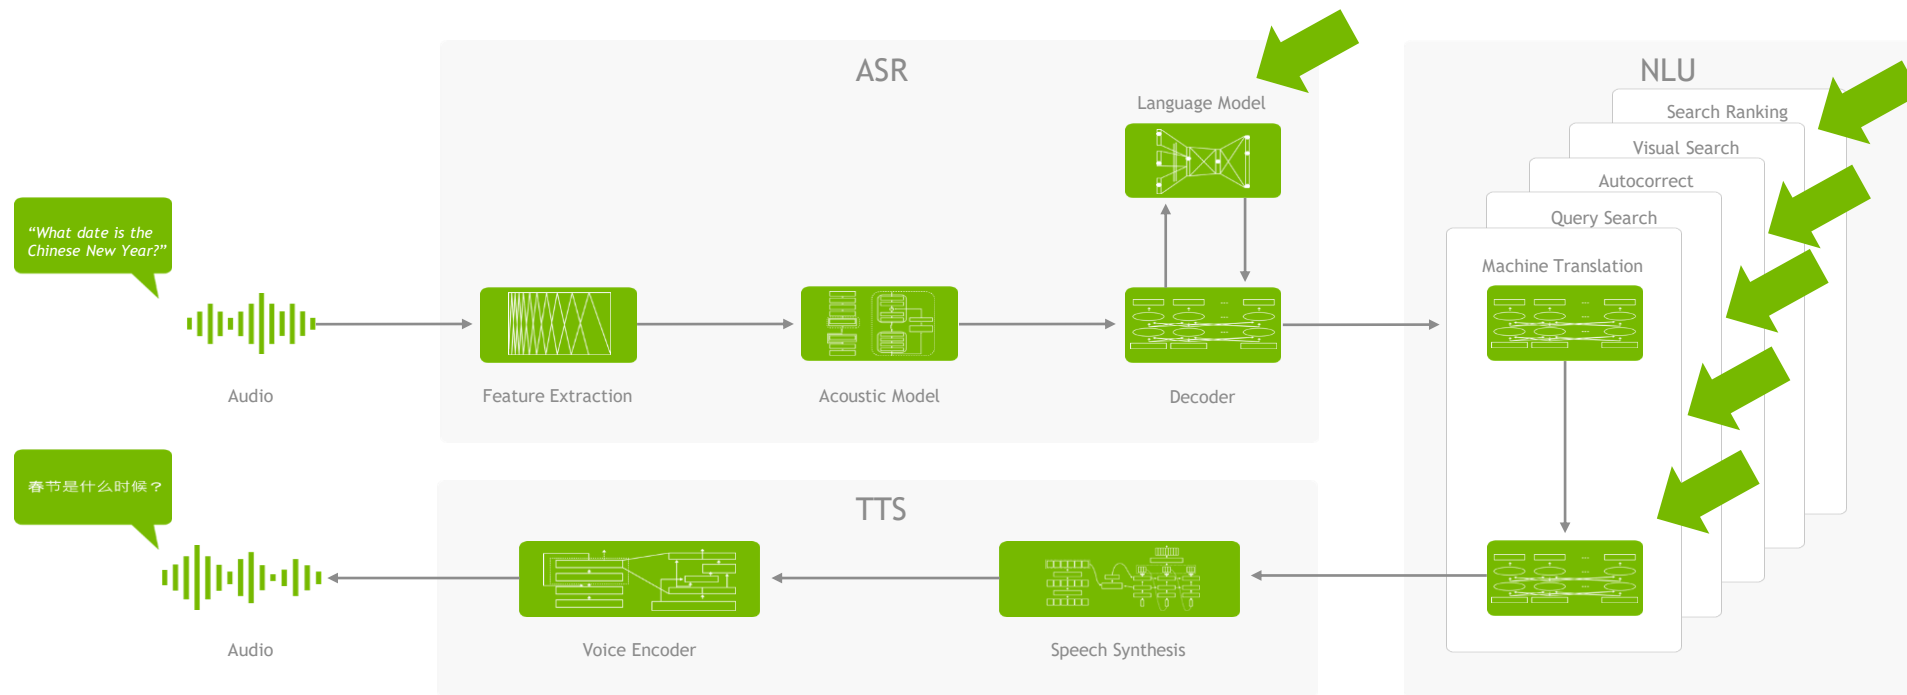 ASR
NLU
Language Model
Search Ranking
Visual Search
Autocorrect
Query Search
Machine Translation
“What date is the
Chinese New Year?”
Audio
Feature Extraction
Acoustic Model
Decoder
春节是什么时候？
TTS
Audio
Voice Encoder
Speech Synthesis